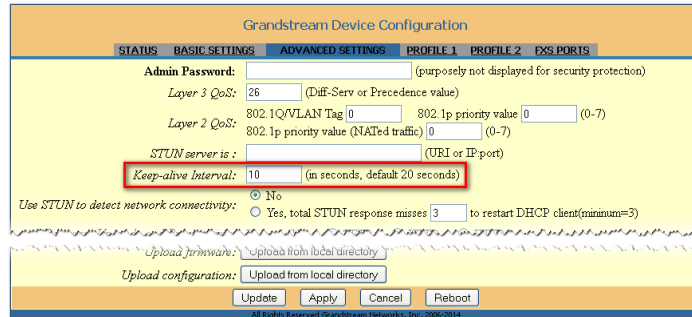 Grandstream Device Configuration
STATUS BASIC SETTINGS ADVANCED SETTINGS PROFILE 1 PROFILE 2 FXS PORTS
Admin Password: (purposely not displayed for security protection)
Layer 3 QoS: 26 (Diff-Serv or Precedence value)
Layer 2 QoS: 802.1Q/VLAN Tag 0 802.1p priority value 0 (0-7)
802.1p priority value (NATed traffic) 0 (0-7)
STUN server is : (URI or IP:port)
Keep-alive Interval: 10 (in seconds, default 20 seconds)
Use STUN to detect network connectivity: No
Yes, total STUN response misses 3 to restart DHCP client(mininum=3)
Upload firmware: Upload from local directory
Upload configuration: Upload from local directory
Update Apply Cancel Reboot
All Rights Reserved Grandstream Networks, Inc. 2006-2014